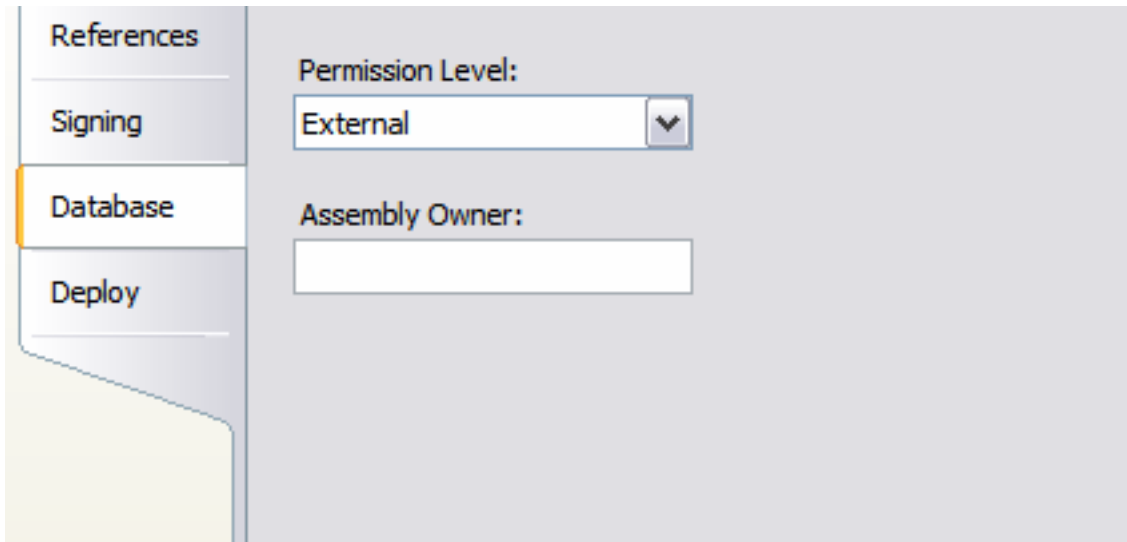 References
Signing
Database
Deploy
Permission Level:
External
Assembly Owner: